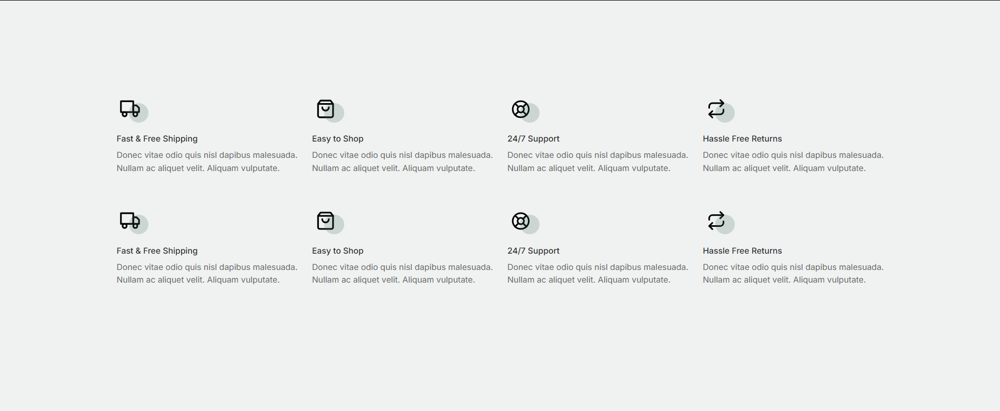 Fast & Free Shipping
Donec vitae odio quis nisl dapibus malesuada.
Nullam ac aliquet velit. Aliquam vulputate.
Easy to Shop
Donec vitae odio quis nisl dapibus malesuada.
Nullam ac aliquet velit. Aliquam vulputate.
24/7 Support
Donec vitae odio quis nisl dapibus malesuada.
Nullam ac aliquet velit. Aliquam vulputate.
Hassle Free Returns
Donec vitae odio quis nisl dapibus malesuada.
Nullam ac aliquet velit. Aliquam vulputate.
Fast & Free Shipping
Donec vitae odio quis nisl dapibus malesuada.
Nullam ac aliquet velit. Aliquam vulputate.
Easy to Shop
Donec vitae odio quis nisl dapibus malesuada.
Nullam ac aliquet velit. Aliquam vulputate.
24/7 Support
Donec vitae odio quis nisl dapibus malesuada.
Nullam ac aliquet velit. Aliquam vulputate.
Hassle Free Returns
Donec vitae odio quis nisl dapibus malesuada.
Nullam ac aliquet velit. Aliquam vulputate.